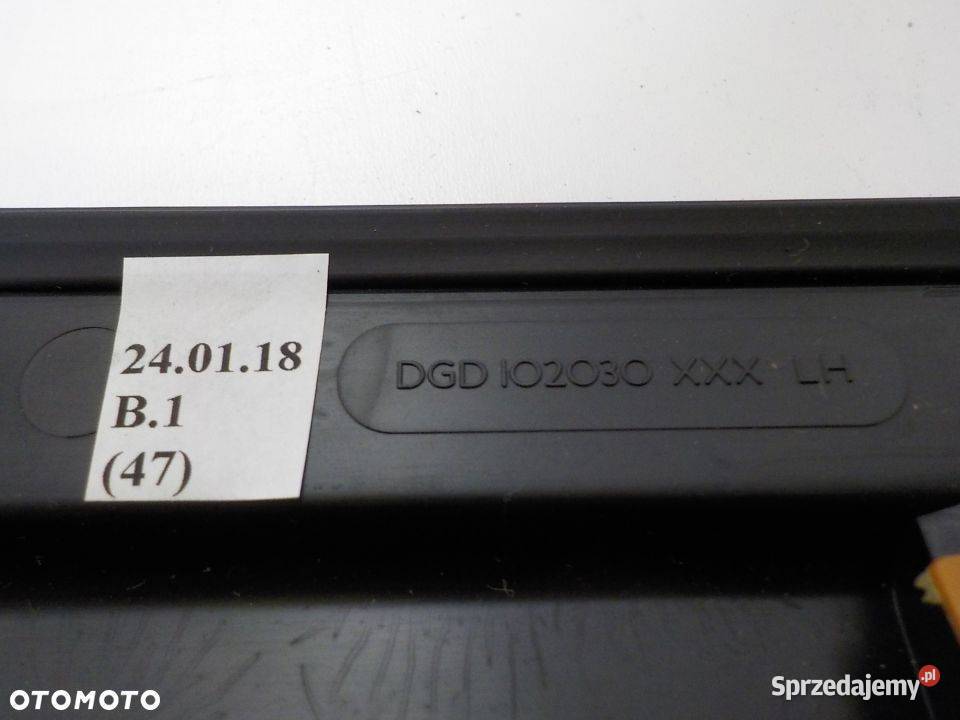 24.01.18
B.1
(47)
DGD 102030 XXX LH
OTOMOTO
Sprzedajemy.pl